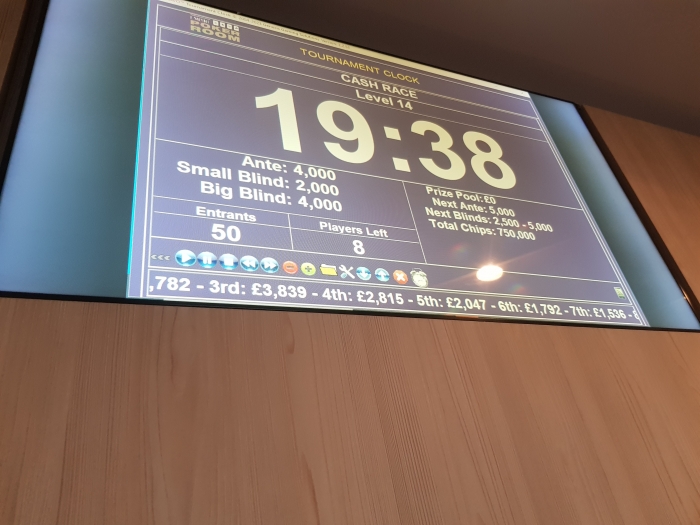 POKER
ROOM
TOURNAMENT CLOCK
CASH RACE
Level 14
19:38
Ante: 4,000
Small Blind: 2,000
Big Blind: 4,000
Prize Pool: £0
Next Ante: 5,000
Next Blinds: 2,500 - 5,000
Total Chips: 750,000
Entrants
50
Players Left
8
<<<
,782 - 3rd: £3,839 - 4th: £2,815 - 5th: £2,047 - 6th: £1,792 - 7th: £1,536 -